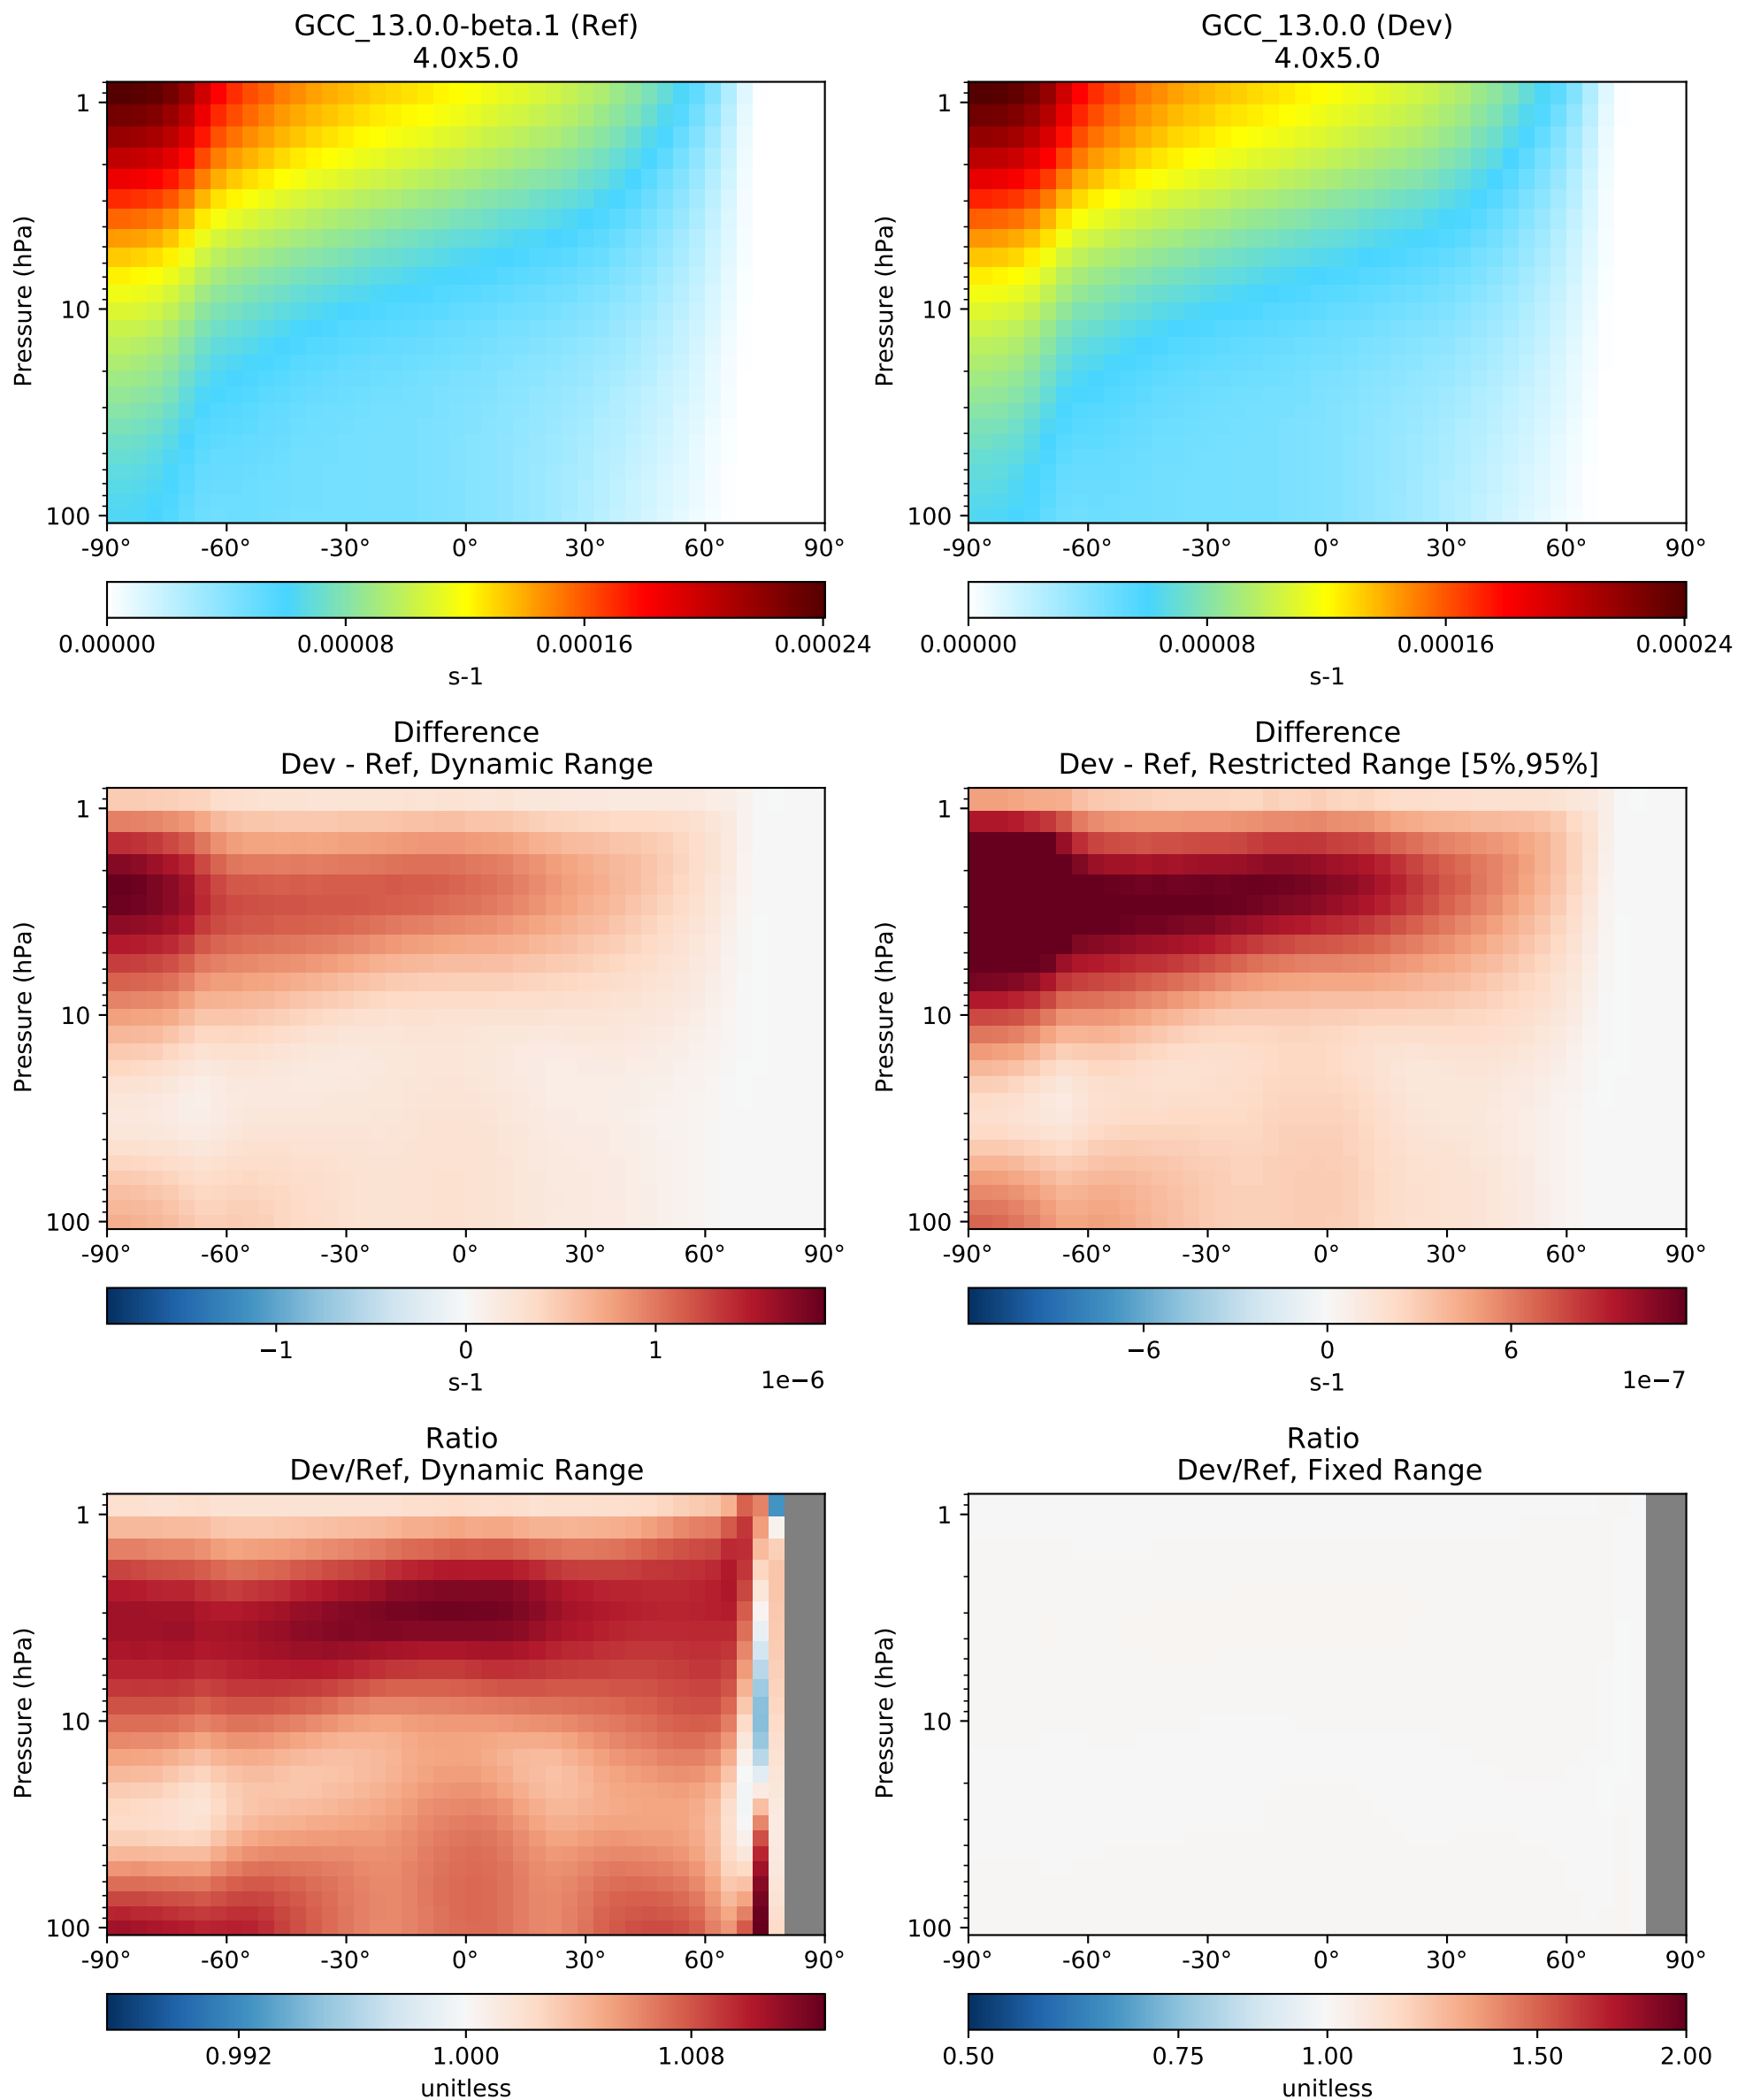 GCC_13.0.0-beta.1 (Ref)
4.0x5.0
Pressure (hPa)
1
10
100
-90° -60° -30° 0° 30° 60° 90°
0.00000 0.00008 0.00016 0.00024
s-1
GCC_13.0.0 (Dev)
4.0x5.0
Pressure (hPa)
1
10
100
-90° -60° -30° 0° 30° 60° 90°
0.00000 0.00008 0.00016 0.00024
s-1
Difference
Dev - Ref, Dynamic Range
Pressure (hPa)
1
10
100
-90° -60° -30° 0° 30° 60° 90°
−1 0 1
s-1 1e−6
Difference
Dev - Ref, Restricted Range [5%,95%]
Pressure (hPa)
1
10
100
-90° -60° -30° 0° 30° 60° 90°
−6 0 6
s-1 1e−7
Ratio
Dev/Ref, Dynamic Range
Pressure (hPa)
1
10
100
-90° -60° -30° 0° 30° 60° 90°
0.992 1.000 1.008
unitless
Ratio
Dev/Ref, Fixed Range
Pressure (hPa)
1
10
100
-90° -60° -30° 0° 30° 60° 90°
0.50 0.75 1.00 1.50 2.00
unitless